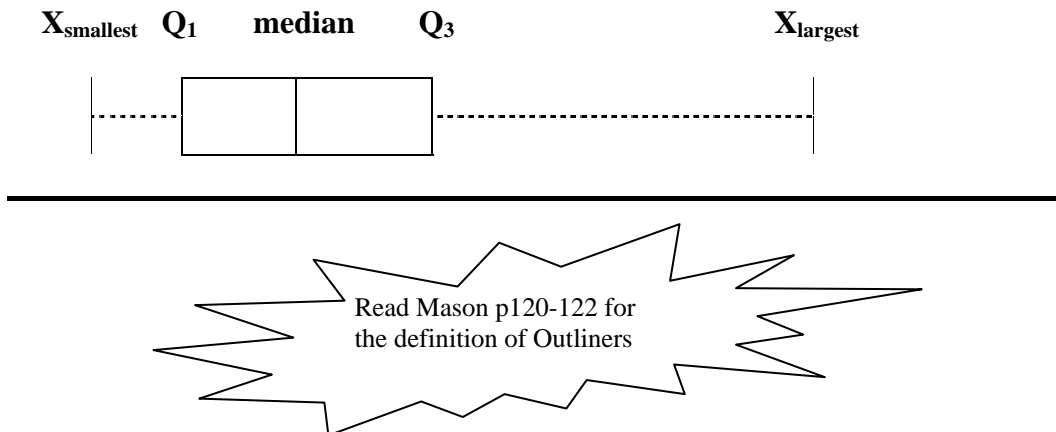 Xsmallest Q1 median Q3 Xlargest
Read Mason p120-122 for
the definition of Outliners